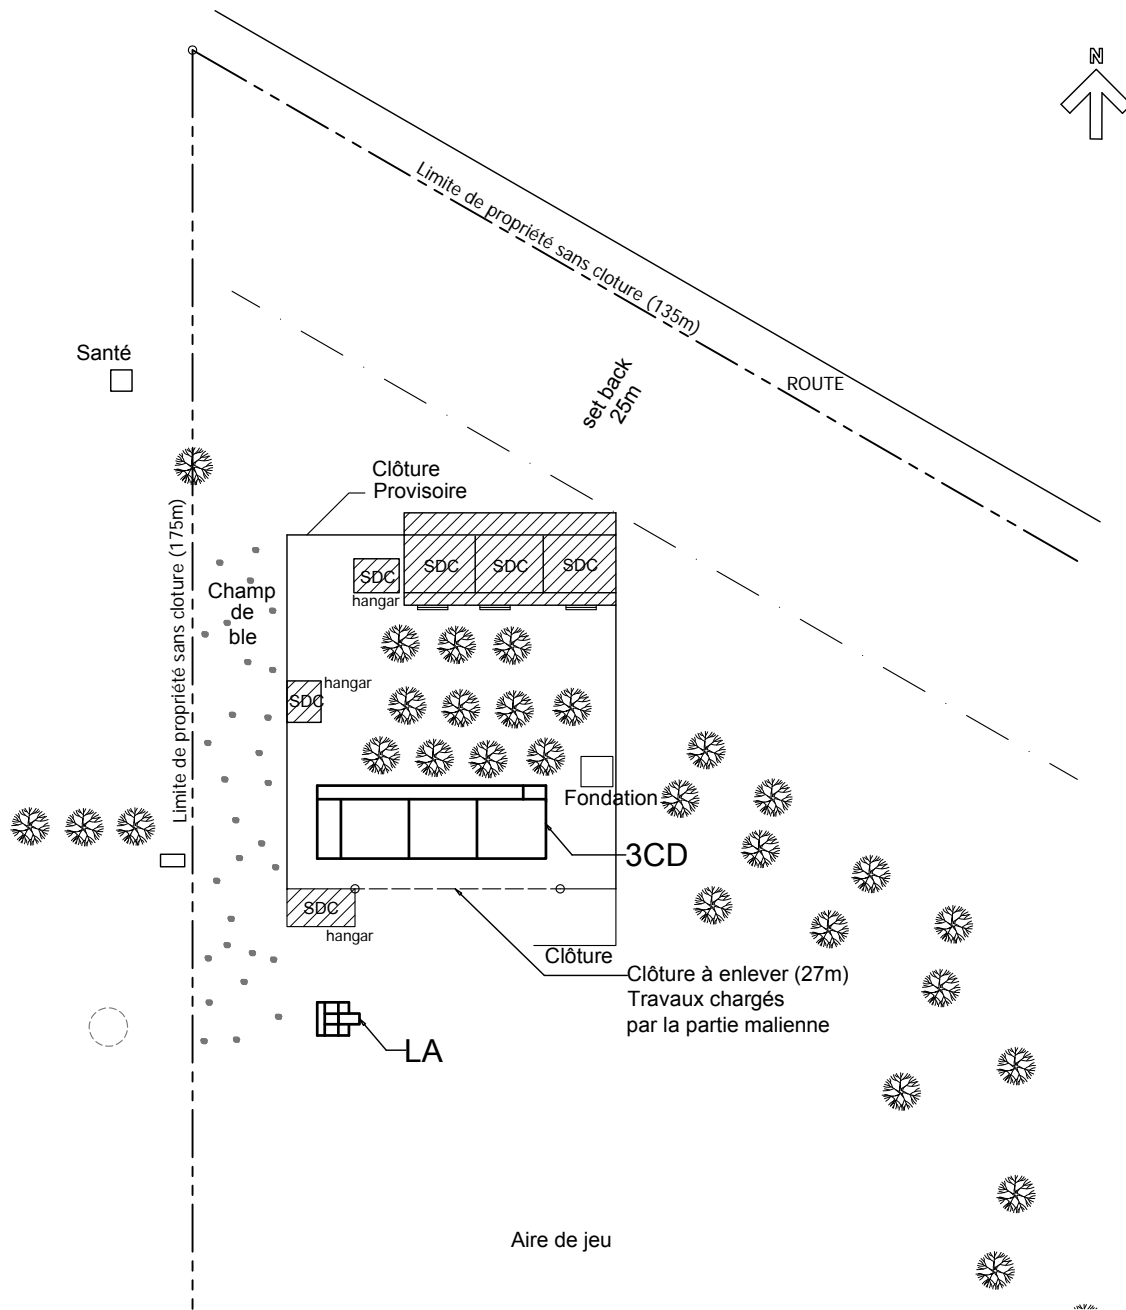 N
Limite de propriété sans cloture (135m)
ROUTE
set back
25m
Santé
Clôture
Provisoire
Limite de propriété sans cloture (175m)
Champ
de
ble
SDC
hangar
SDC
SDC
SDC
SDC
hangar
Fondation
3CD
SDC
hangar
Clôture
Clôture à enlever (27m)
Travaux chargés
par la partie malienne
LA
Aire de jeu